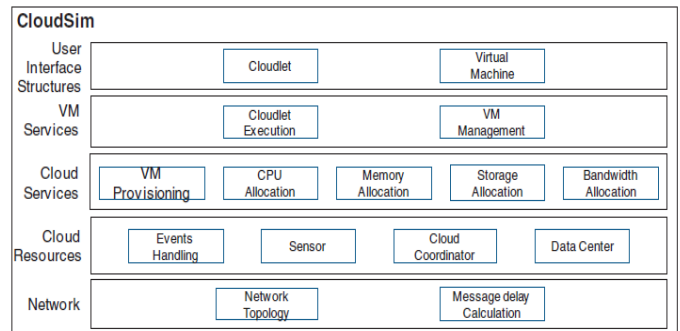 CloudSim
User
Interface
Structures
Cloudlet
Virtual
Machine
VM
Services
Cloudlet
Execution
VM
Management
Cloud
Services
VM
Provisioning
CPU
Allocation
Memory
Allocation
Storage
Allocation
Bandwidth
Allocation
Cloud
Resources
Events
Handling
Sensor
Cloud
Coordinator
Data Center
Network
Network
Topology
Message delay
Calculation